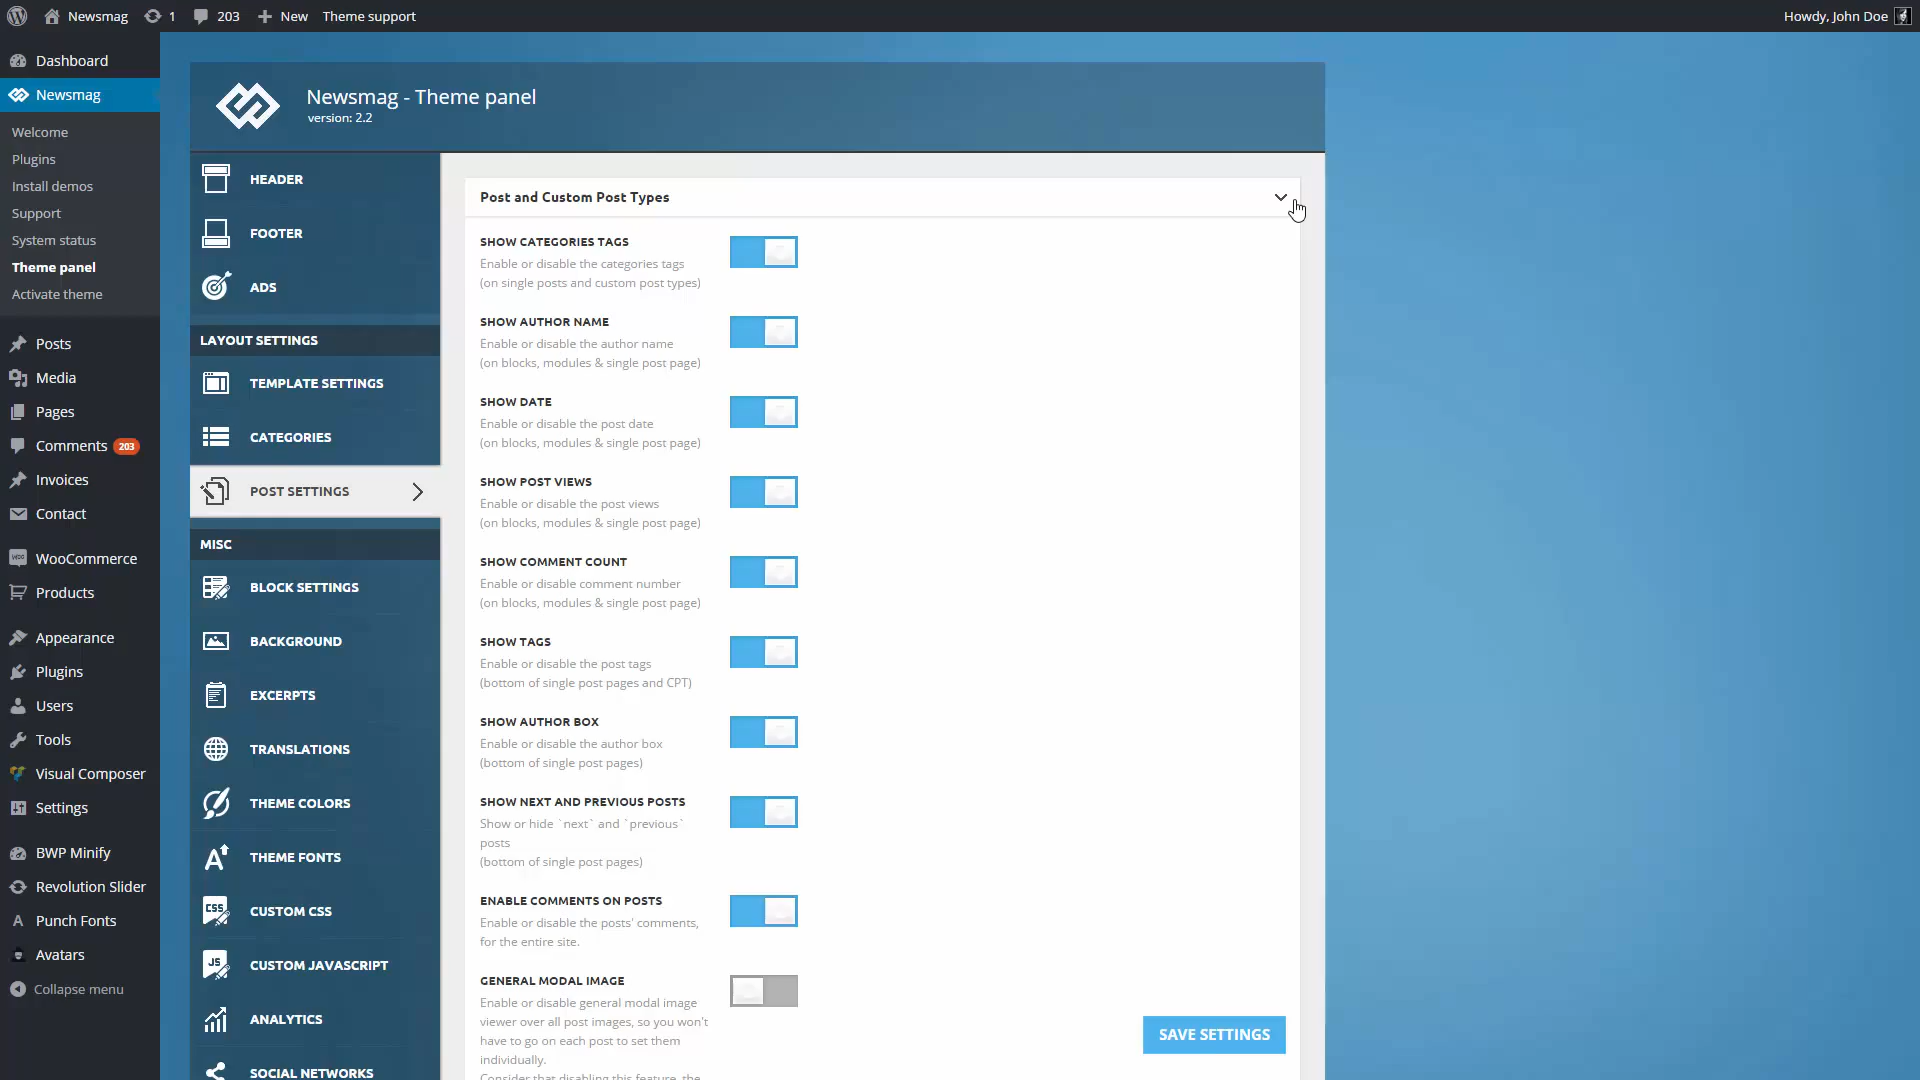 Newsmag 1 203 New Theme support
Howdy, John Doe
Dashboard
Newsmag
Welcome
Plugins
Install demos
Support
System status
Theme panel
Activate theme
Posts
Media
Pages
Comments 203
Invoices
Contact
WooCommerce
Products
Appearance
Plugins
Users
Tools
Visual Composer
Settings
BWP Minify
Revolution Slider
Punch Fonts
Avatars
Collapse menu
Newsmag - Theme panel
version: 2.2
HEADER
FOOTER
ADS
LAYOUT SETTINGS
TEMPLATE SETTINGS
CATEGORIES
POST SETTINGS
MISC
BLOCK SETTINGS
BACKGROUND
EXCERPTS
TRANSLATIONS
THEME COLORS
THEME FONTS
CSS CUSTOM CSS
JS CUSTOM JAVASCRIPT
ANALYTICS
SOCIAL NETWORKS
Post and Custom Post Types
SHOW CATEGORIES TAGS
Enable or disable the categories tags
(on single posts and custom post types)
SHOW AUTHOR NAME
Enable or disable the author name
(on blocks, modules & single post page)
SHOW DATE
Enable or disable the post date
(on blocks, modules & single post page)
SHOW POST VIEWS
Enable or disable the post views
(on blocks, modules & single post page)
SHOW COMMENT COUNT
Enable or disable comment number
(on blocks, modules & single post page)
SHOW TAGS
Enable or disable the post tags
(bottom of single post pages and CPT)
SHOW AUTHOR BOX
Enable or disable the author box
(bottom of single post pages)
SHOW NEXT AND PREVIOUS POSTS
Show or hide `next` and `previous`
posts
(bottom of single post pages)
ENABLE COMMENTS ON POSTS
Enable or disable the posts' comments,
for the entire site.
GENERAL MODAL IMAGE
Enable or disable general modal image
viewer over all post images, so you won't
have to go on each post to set them
individually.
Consider that disabling this feature, the
SAVE SETTINGS